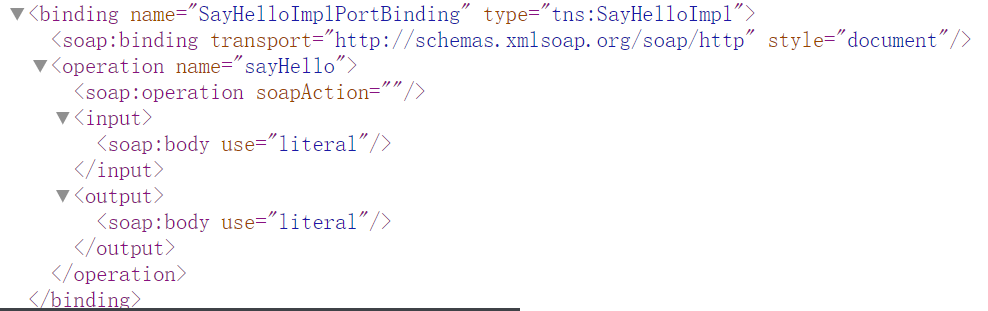 ▼<binding name="SayHelloImplPortBinding" type="tns:SayHelloImpl">
<soap:binding transport="http://schemas.xmlsoap.org/soap/http" style="document"/>
▼<operation name="sayHello">
<soap:operation soapAction=""/>
▼<input>
<soap:body use="literal"/>
</input>
▼<output>
<soap:body use="literal"/>
</output>
</operation>
</binding>